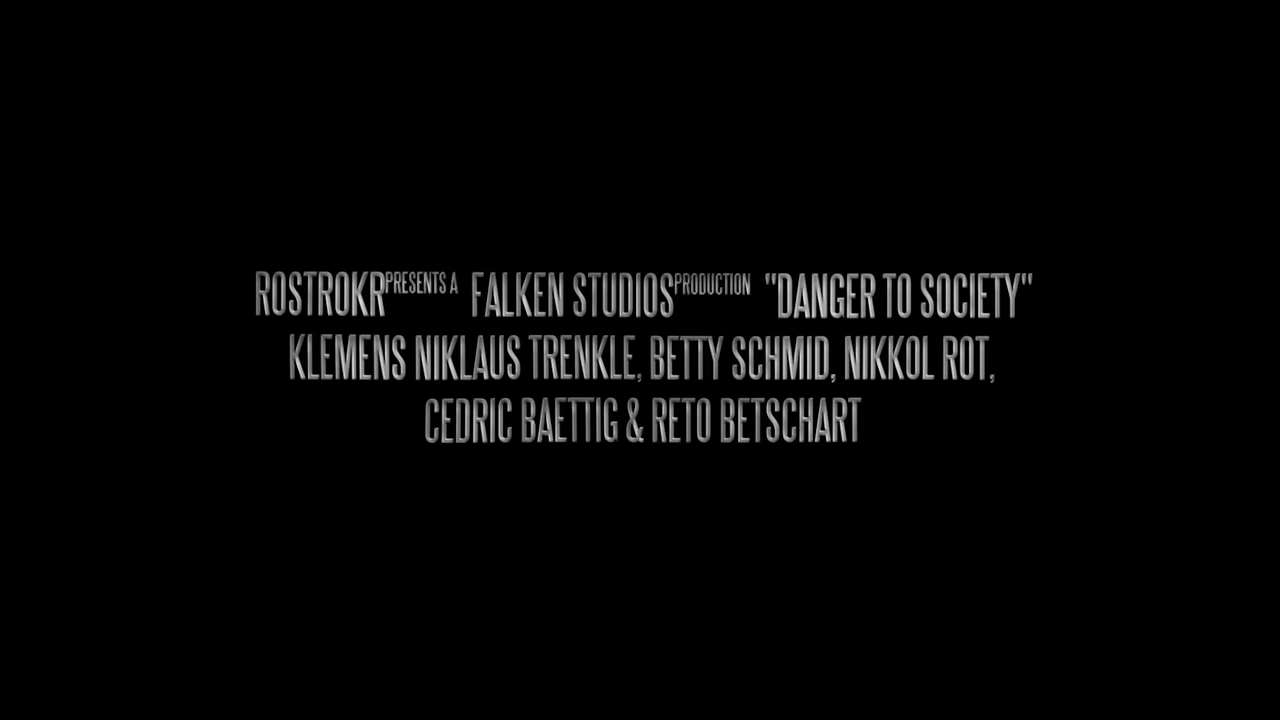 ROSTROKR PRESENTS A FALKEN STUDIOS PRODUCTION "DANGER TO SOCIETY"
KLEMENS NIKLAUS TRENKLE, BETTY SCHMID, NIKKOL ROT,
CEDRIC BAETTIG & RETO BETSCHART